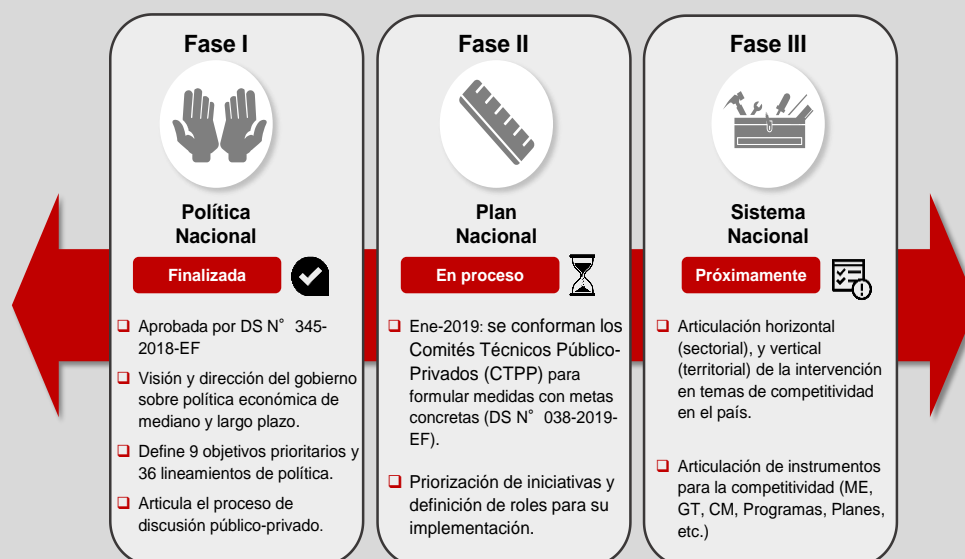 Fase I
Política
Nacional
Finalizada
Aprobada por DS N° 345-
2018-EF
Visión y dirección del gobierno
sobre política económica de
mediano y largo plazo.
Define 9 objetivos prioritarios y
36 lineamientos de política.
Articula el proceso de
discusión público-privado.
Fase II
Plan
Nacional
En proceso
Ene-2019: se conforman los
Comités Técnicos Público-
Privados (CTPP) para
formular medidas con metas
concretas (DS N° 038-2019-
EF).
Priorización de iniciativas y
definición de roles para su
implementación.
Fase III
Sistema
Nacional
Próximamente
Articulación horizontal
(sectorial), y vertical
(territorial) de la intervención
en temas de competitividad
en el país.
Articulación de instrumentos
para la competitividad (ME,
GT, CM, Programas, Planes,
etc.)